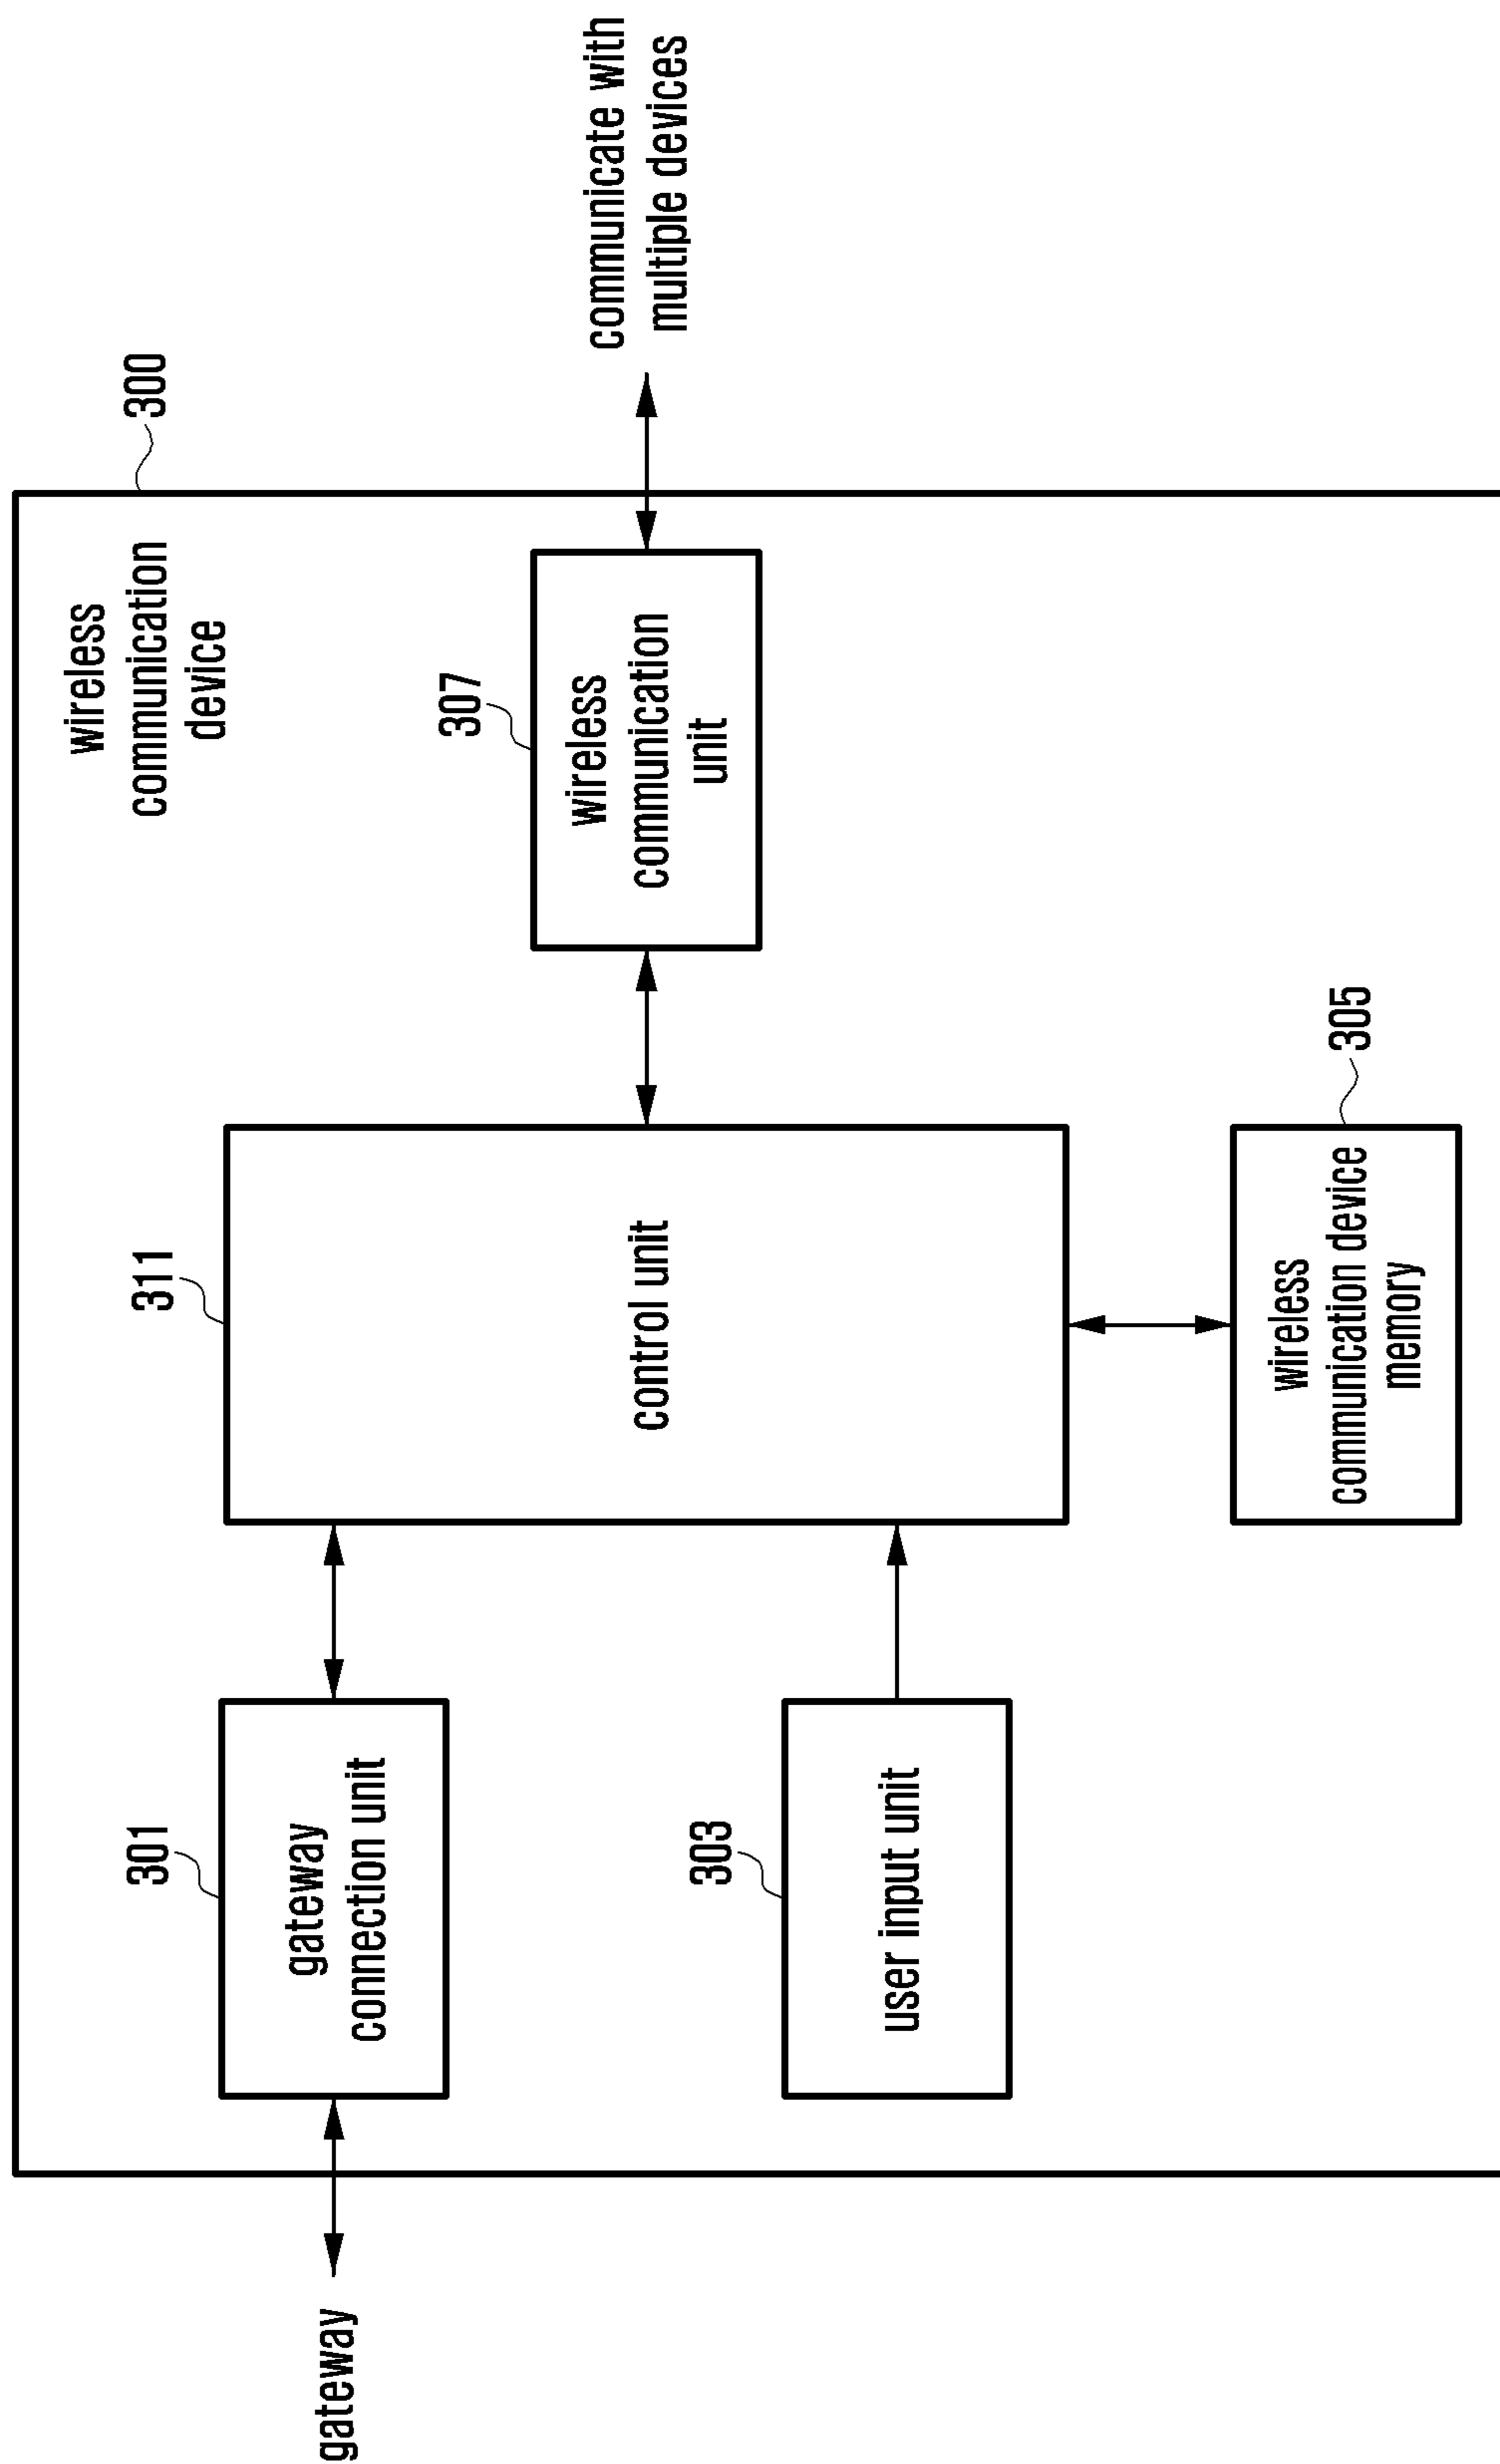 300
wireless
communication
device
gateway
301
gateway
connection unit
303
user input unit
311
control unit
307
wireless
communication
unit
communicate with
multiple devices
305
wireless
communication device
memory